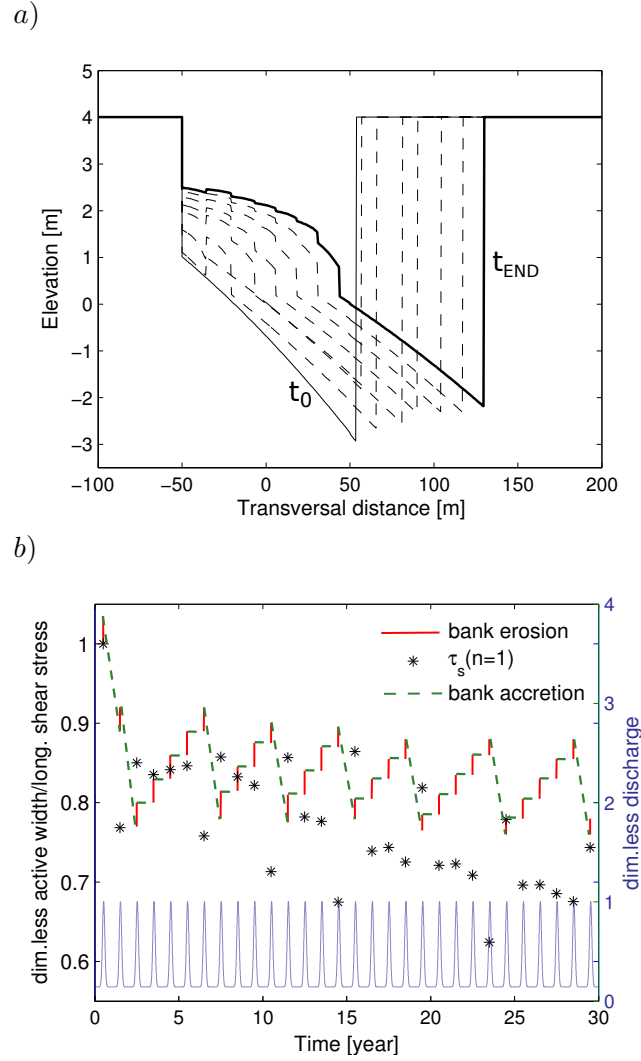 a)
5
4
3
2
1
0
−1
−2
−3
Elevation [m]
t0
tEND
−100 −50 0 50 100 150 200
Transversal distance [m]
b)
1
0.9
0.8
0.7
0.6
dim.less active width/long. shear stress
bank erosion
τs(n=1)
bank accretion
4
3
2
1
0
dim.less discharge
0 5 10 15 20 25 30
Time [year]